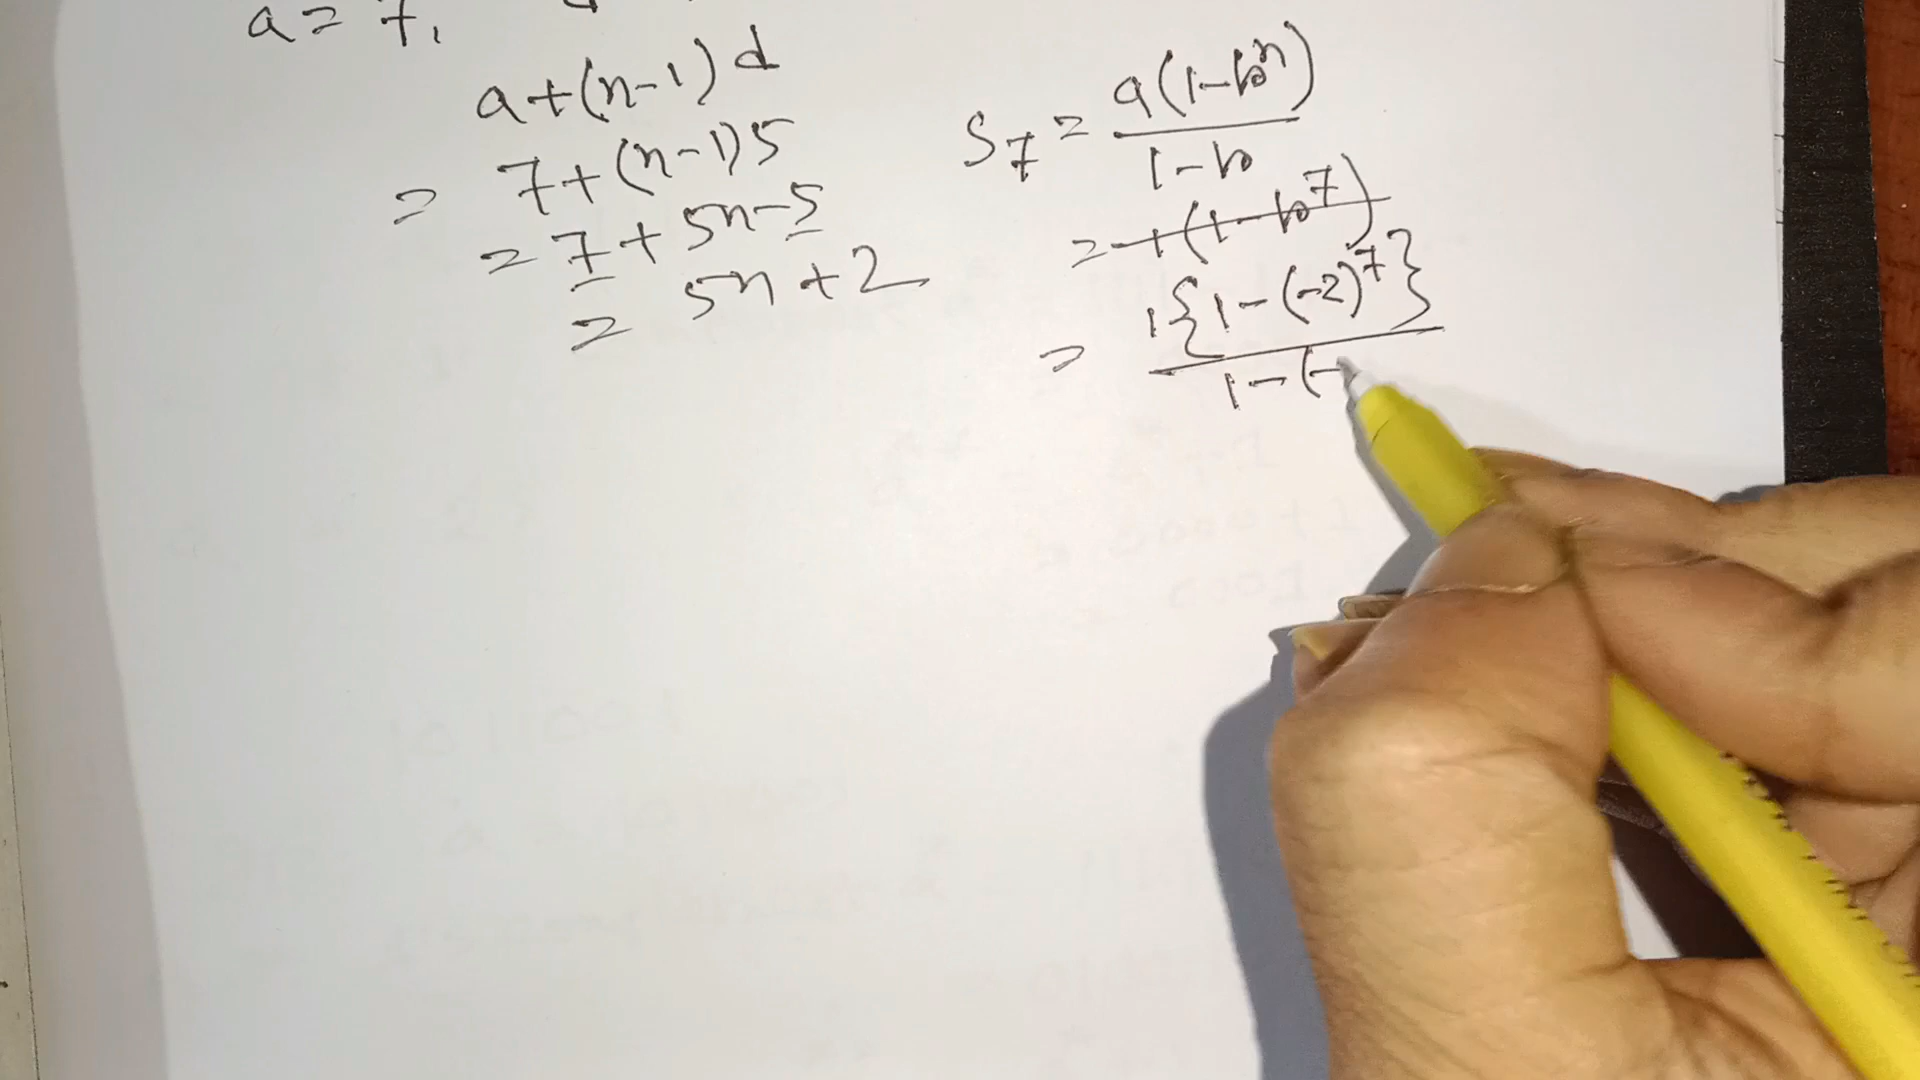 a = 7,
a+(n-1)d
= 7+(n-1)5
= 7+5n-5
= 5n+2
S7 = a(1-r^n)
1-r
= 1(1-r^7)
= 1{1-(-2)^7}
1-(-